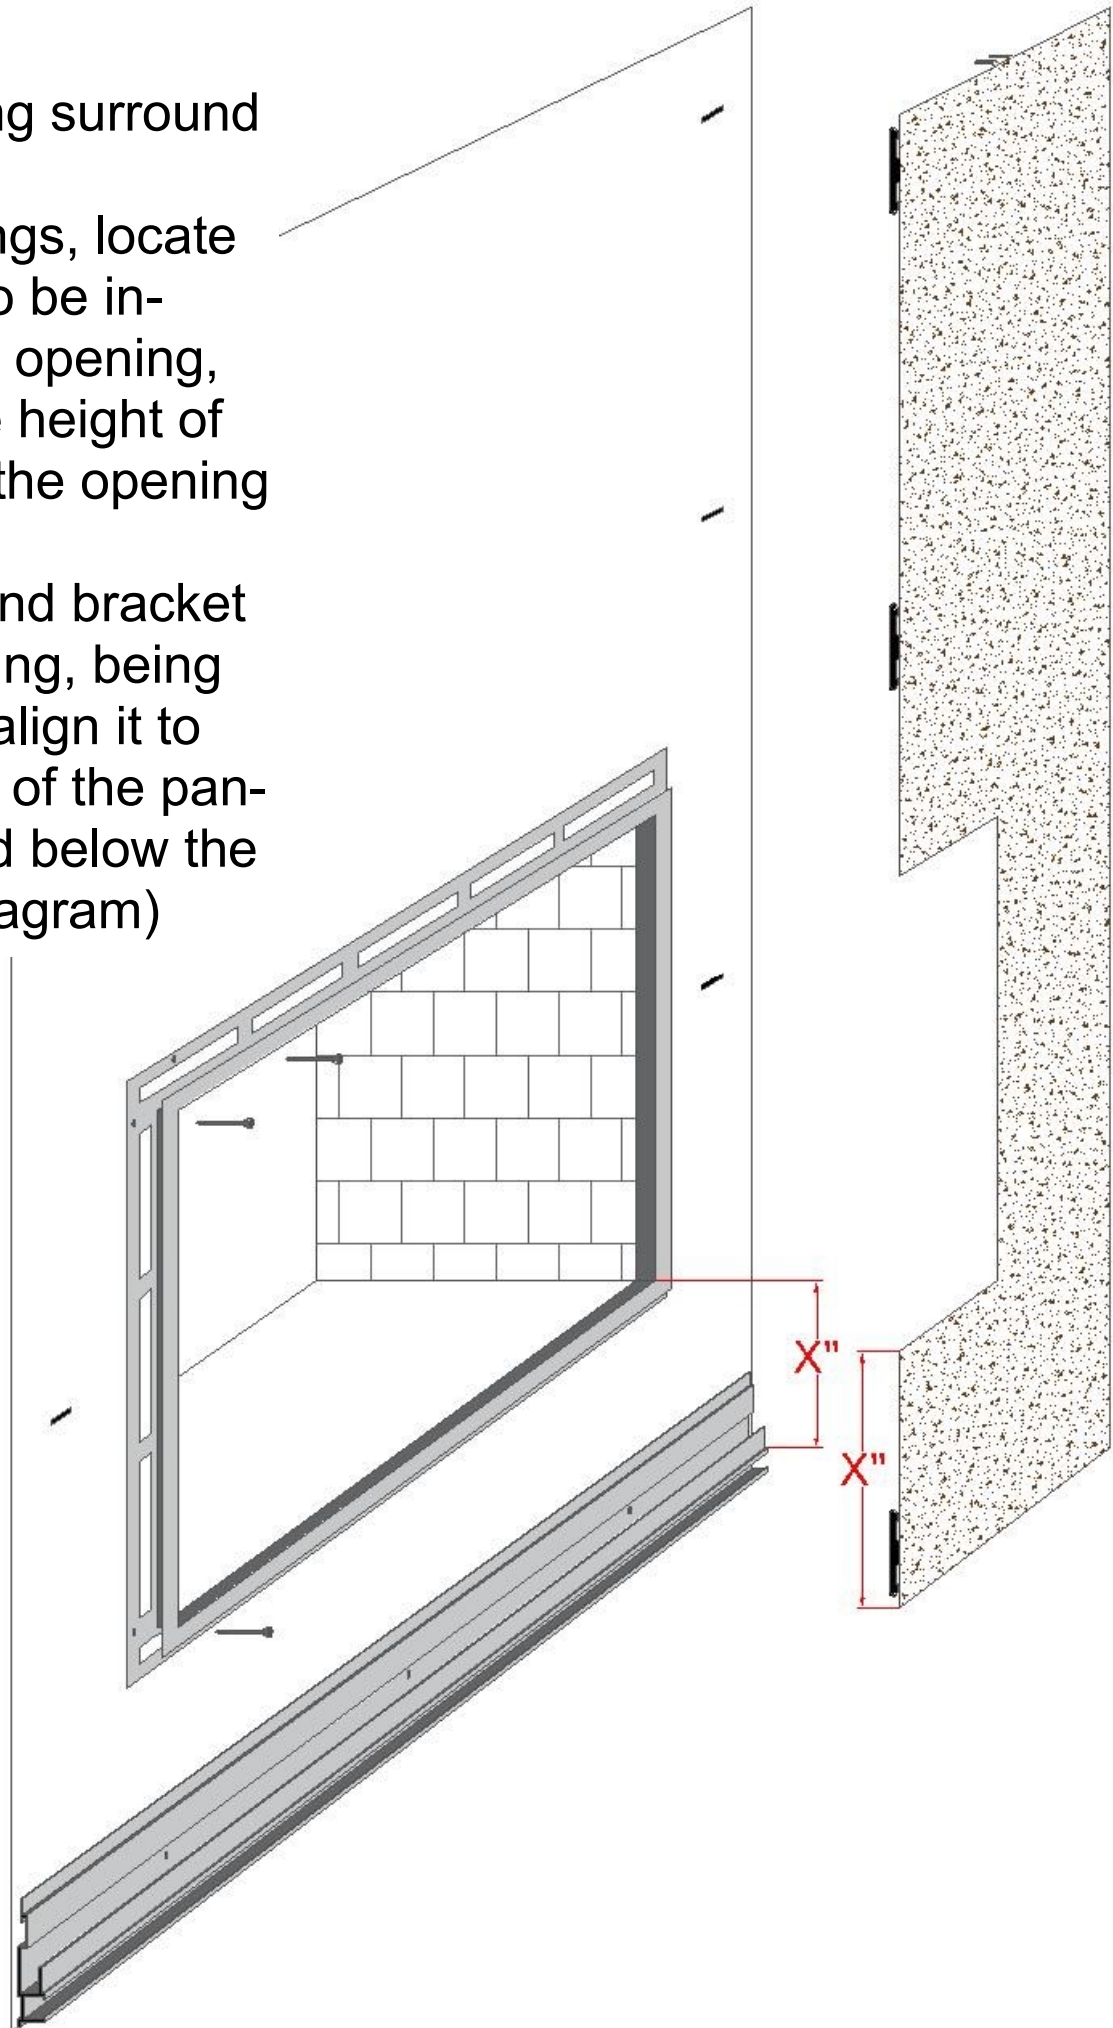 ng surround
ngs, locate
o be in-
opening,
e height of
the opening
nd bracket
ing, being
align it to
of the pan-
d below the
agram)
X"
X"